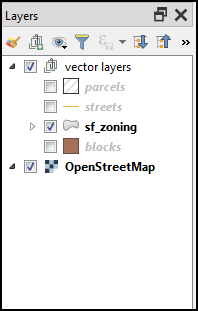 Layers
vector layers
parcels
streets
sf_zoning
blocks
OpenStreetMap